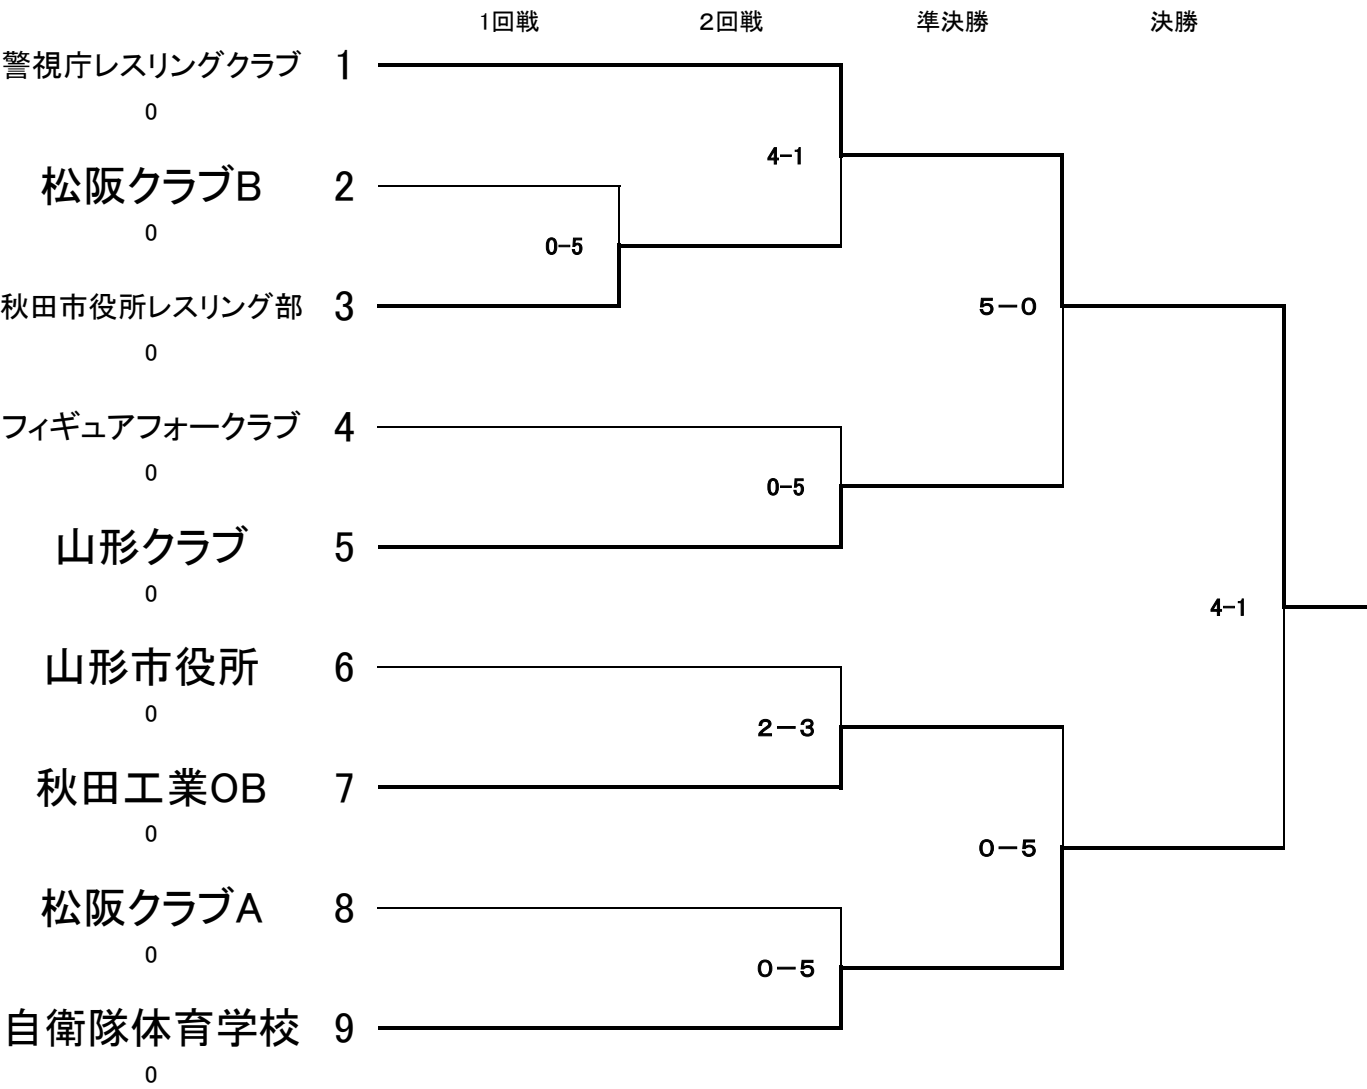 1回戦 2回戦 準決勝 決勝
警視庁レスリングクラブ 1
0
4-1
松阪クラブB 2
0
0-5
秋田市役所レスリング部 3
5-0
0
フィギュアフォークラブ 4
0
0-5
山形クラブ 5
0
4-1
山形市役所 6
0
2-3
秋田工業OB 7
0
0-5
松阪クラブA 8
0
0-5
自衛隊体育学校 9
0